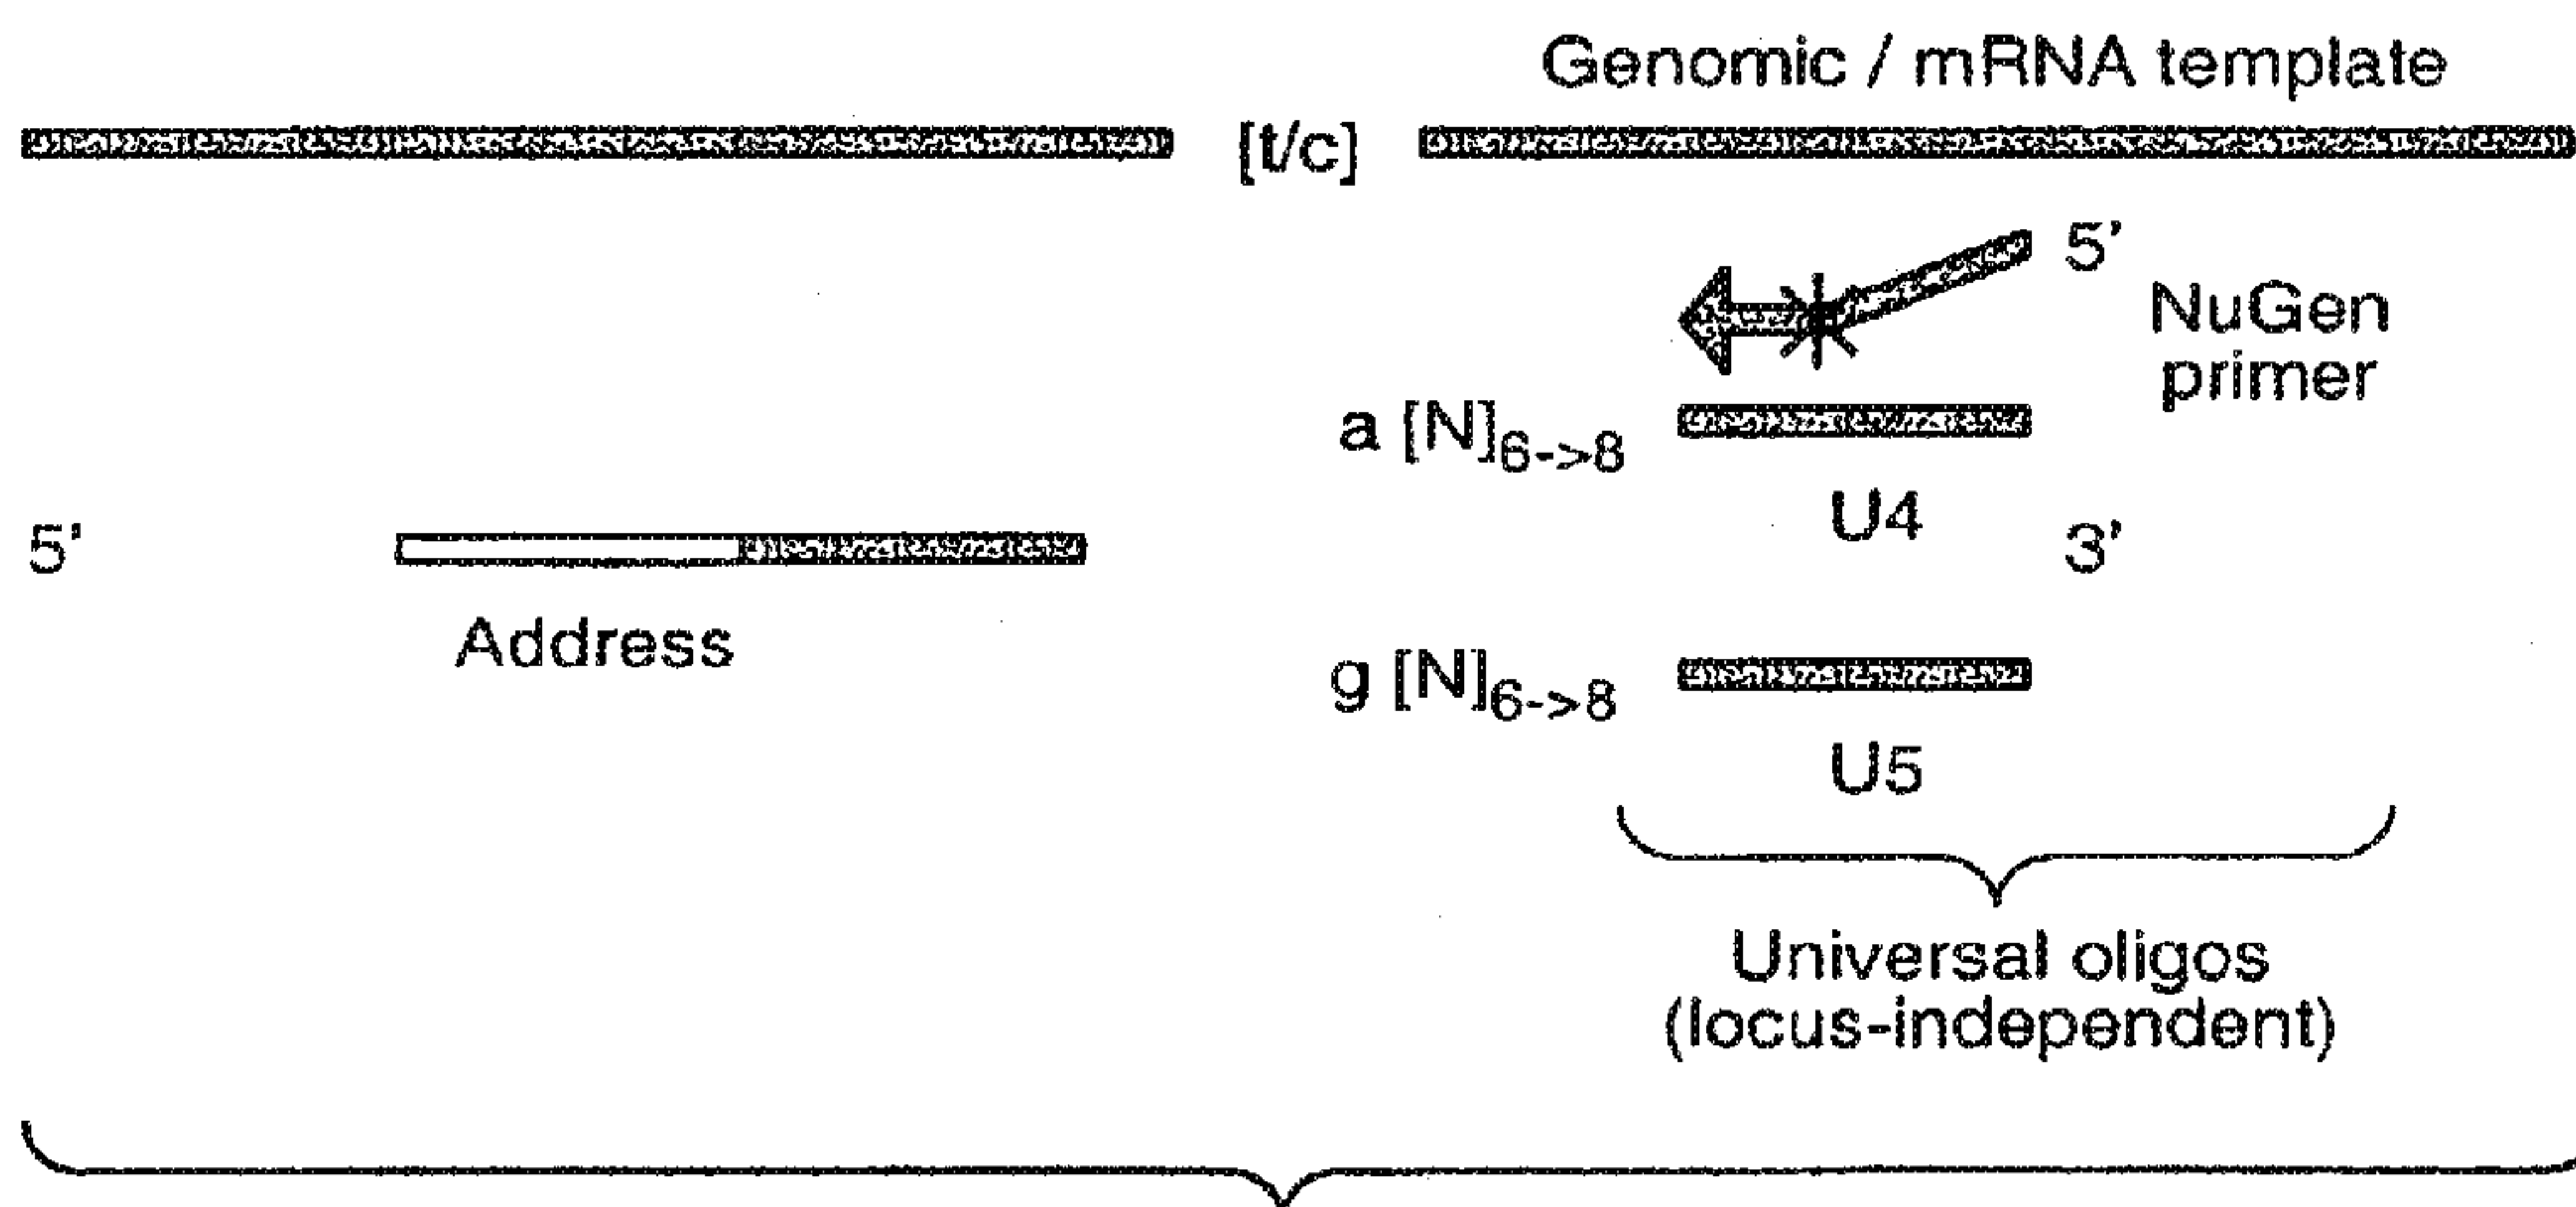 Genomic / mRNA template
[t/c]
5'
NuGen
primer
a [N]6->8
U4
5'
3'
Address
g [N]6->8
U5
Universal oligos
(locus-independent)